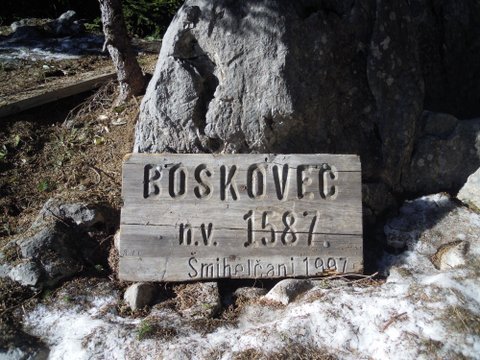 BOSKOVEC
n.v. 1587.
Šmihelčani 1997